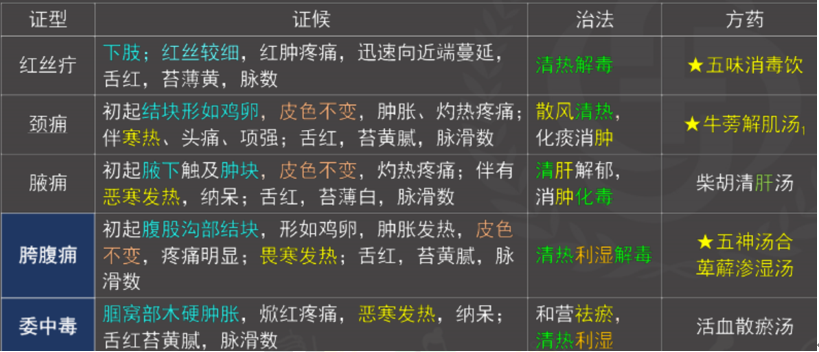 证型 证候 治法 方药
红丝疔
下肢；红丝较细，红肿疼痛，迅速向近端蔓延，
舌红，苔薄黄，脉数
清热解毒
★五味消毒饮
颈痈
初起结块形如鸡卵，皮色不变，肿胀、灼热疼痛；
伴寒热、头痛、项强；舌红，苔黄腻，脉滑数
散风清热，
化痰消肿
★牛蒡解肌汤，
腋痈
初起腋下触及肿块，皮色不变，灼热疼痛；伴有
恶寒发热，纳呆；舌红，苔薄白，脉滑数
清肝解郁，
消肿化毒
柴胡清肝汤
胯腹痈
初起腹股沟部结块，形如鸡卵，肿胀发热，皮色
不变，疼痛明显；畏寒发热；舌红，苔黄腻，脉
滑数
清热利湿解毒
★五神汤合
萆薢渗湿汤
委中毒
腘窝部木硬肿胀，焮红疼痛，恶寒发热，纳呆；
舌红苔黄腻，脉滑数
和营祛瘀，
清热利湿
活血散瘀汤